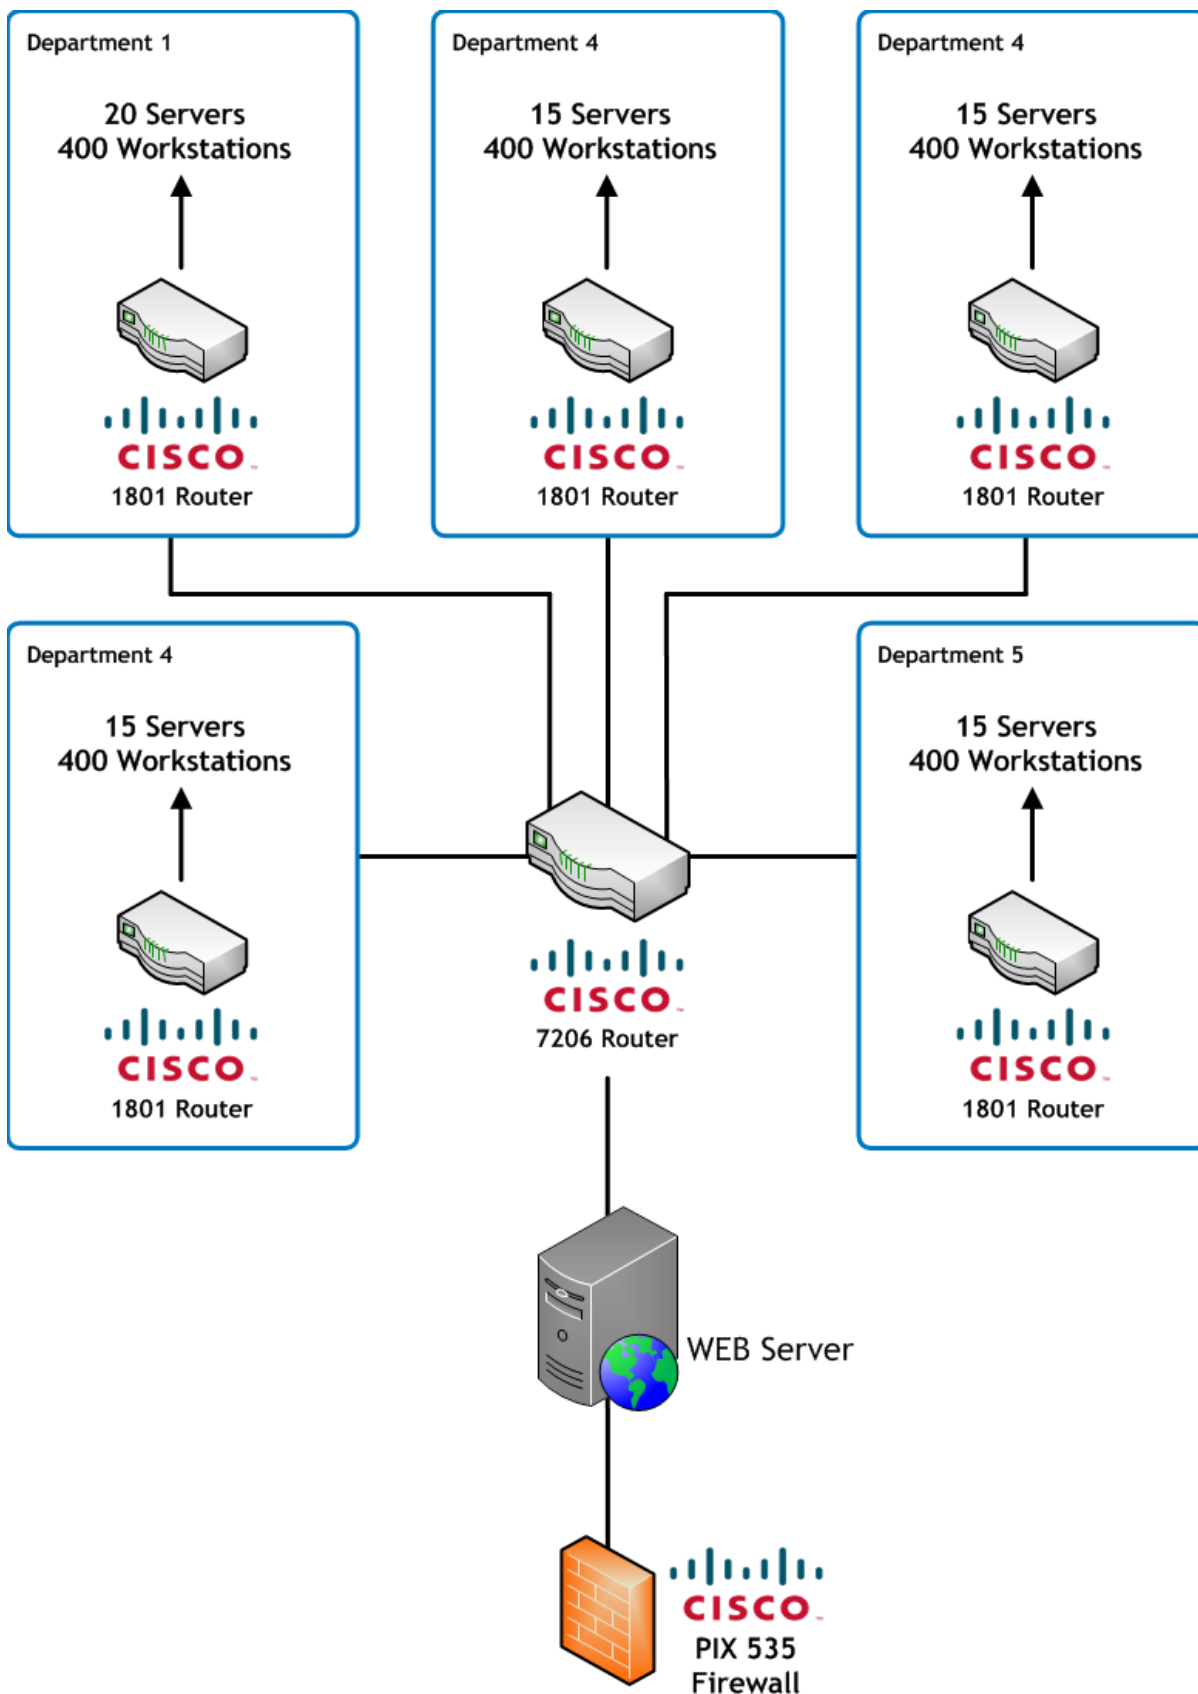 Department 1
20 Servers
400 Workstations
CISCO
1801 Router
Department 4
15 Servers
400 Workstations
CISCO
1801 Router
Department 4
15 Servers
400 Workstations
CISCO
1801 Router
Department 4
15 Servers
400 Workstations
CISCO
1801 Router
CISCO
7206 Router
Department 5
15 Servers
400 Workstations
CISCO
1801 Router
WEB Server
CISCO
PIX 535
Firewall